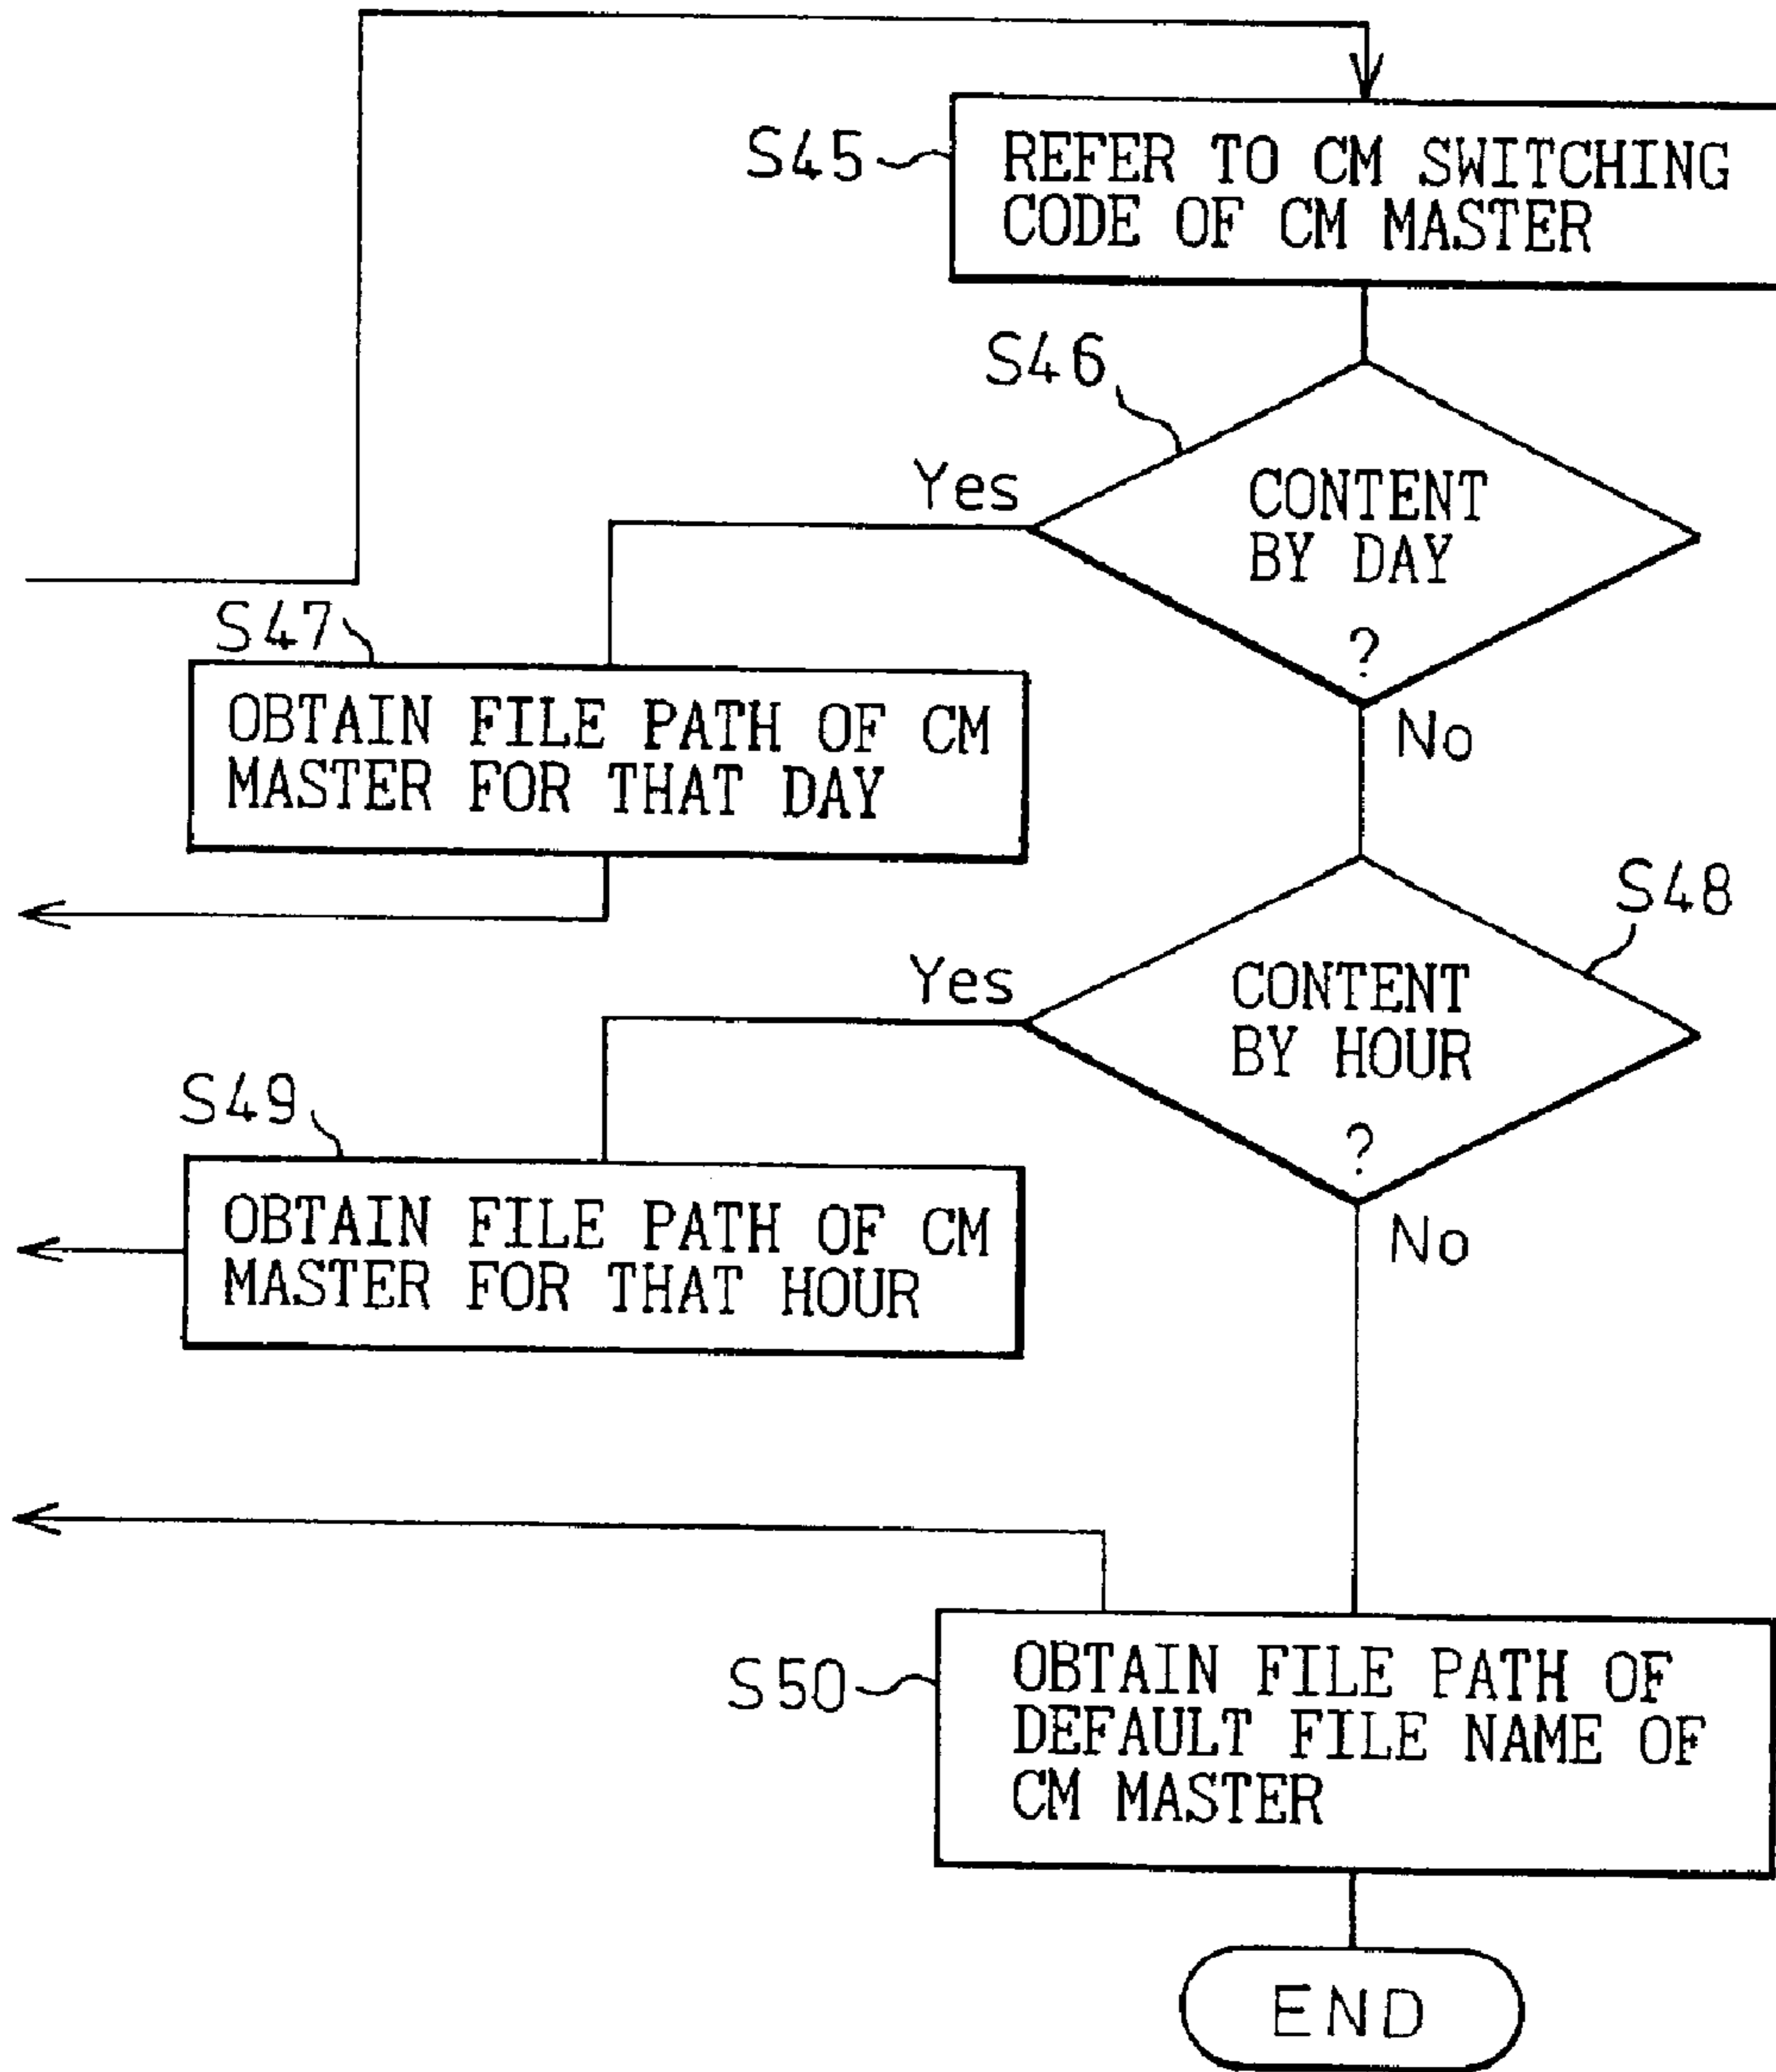 S45
REFER TO CM SWITCHING
CODE OF CM MASTER
S46
Yes
CONTENT
BY DAY
?
No
S47
OBTAIN FILE PATH OF CM
MASTER FOR THAT DAY
S48
Yes
CONTENT
BY HOUR
?
No
S49
OBTAIN FILE PATH OF CM
MASTER FOR THAT HOUR
S50
OBTAIN FILE PATH OF
DEFAULT FILE NAME OF
CM MASTER
END